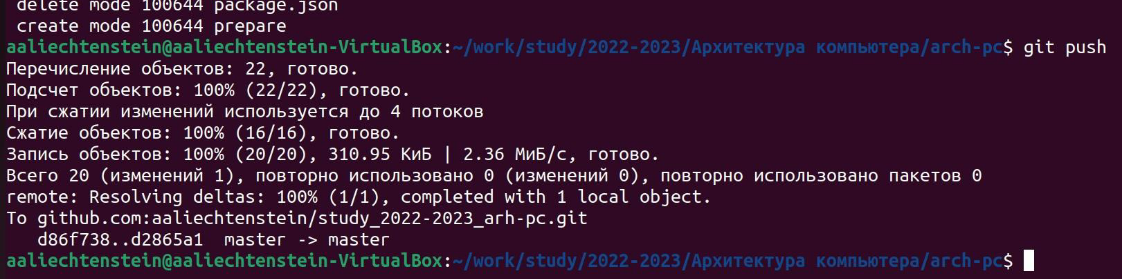 delete mode 100644 package.json
create mode 100644 prepare
aaliechtenstein@aaliechtenstein-VirtualBox:~/work/study/2022-2023/Архитектура компьютера/arch-pc$ git push
Перечисление объектов: 22, готово.
Подсчет объектов: 100% (22/22), готово.
При сжатии изменений используется до 4 потоков
Сжатие объектов: 100% (16/16), готово.
Запись объектов: 100% (20/20), 310.95 КиБ | 2.36 МиБ/с, готово.
Всего 20 (изменений 1), повторно использовано 0 (изменений 0), повторно использовано пакетов 0
remote: Resolving deltas: 100% (1/1), completed with 1 local object.
To github.com:aaliechtenstein/study_2022-2023_arh-pc.git
d86f738..d2865a1  master -> master
aaliechtenstein@aaliechtenstein-VirtualBox:~/work/study/2022-2023/Архитектура компьютера/arch-pc$